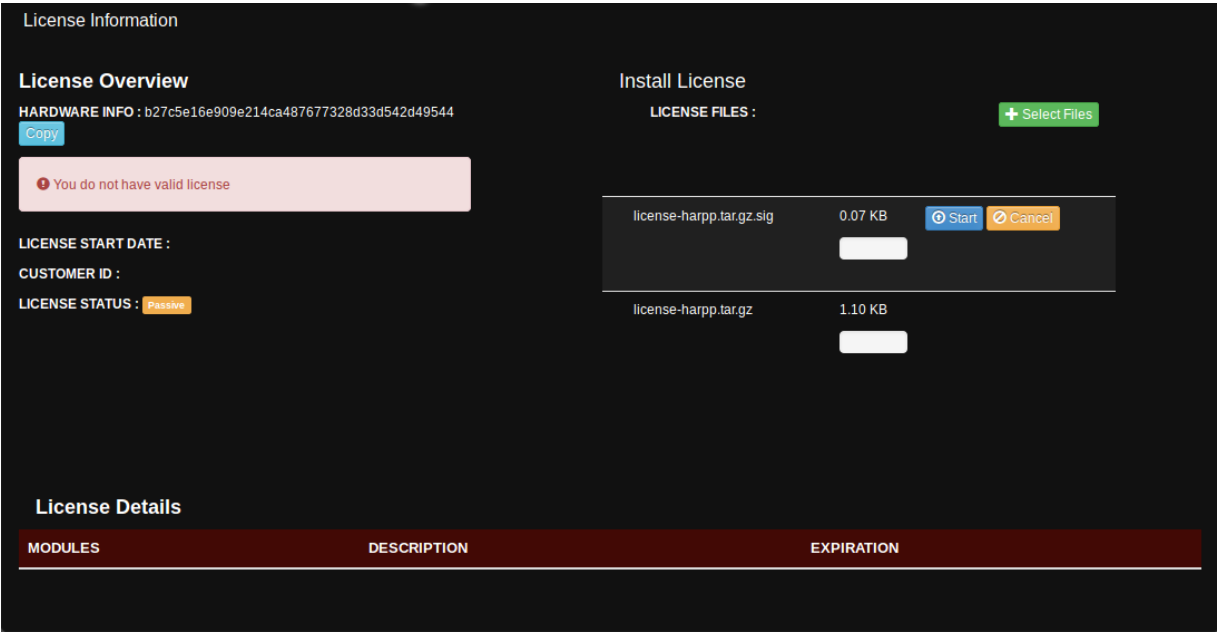 License Information
License Overview
HARDWARE INFO : b27c5e16e909e214ca487677328d33d542d49544
Copy
You do not have valid license
LICENSE START DATE :
CUSTOMER ID :
LICENSE STATUS : Passive
Install License
LICENSE FILES :
Select Files
license-harpp.tar.gz.sig 0.07 KB Start Cancel
license-harpp.tar.gz 1.10 KB
License Details
MODULES DESCRIPTION EXPIRATION